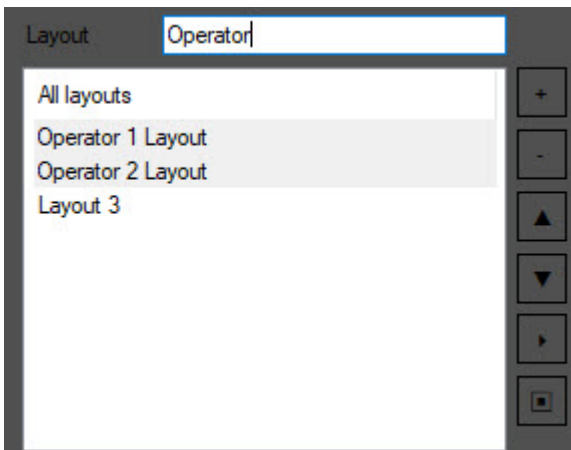 Layout
Operator
All layouts
Operator 1 Layout
Operator 2 Layout
Layout 3
+
-